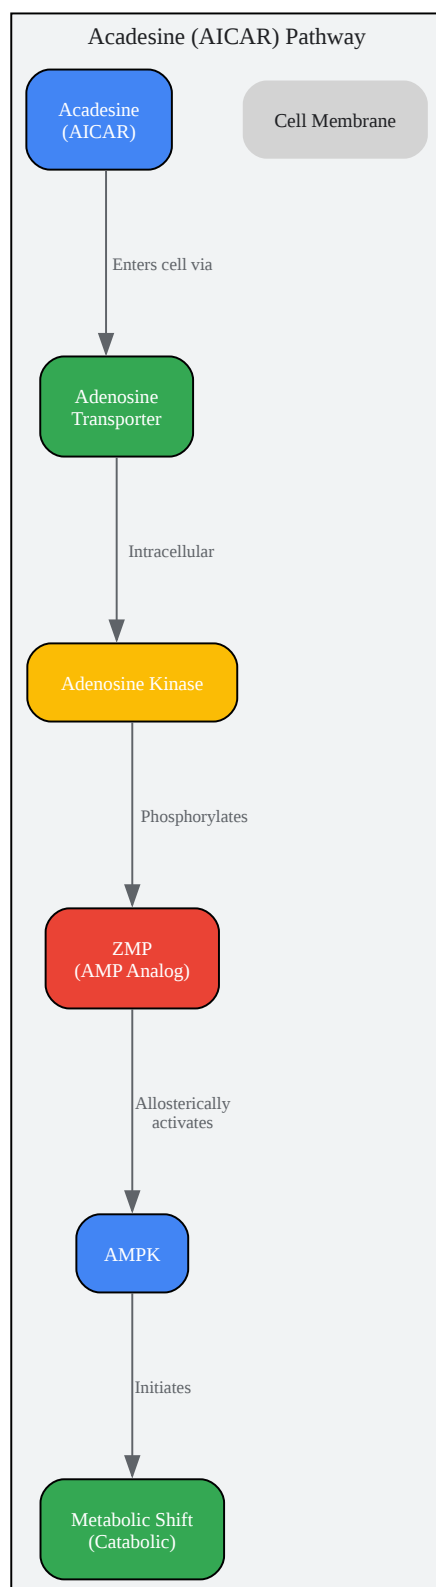 Acadesine (AICAR) Pathway
Acadesine
(AICAR)
Cell Membrane
Enters cell via
Adenosine
Transporter
Intracellular
Adenosine Kinase
Phosphorylates
ZMP
(AMP Analog)
Allosterically
activates
AMPK
Initiates
Metabolic Shift
(Catabolic)